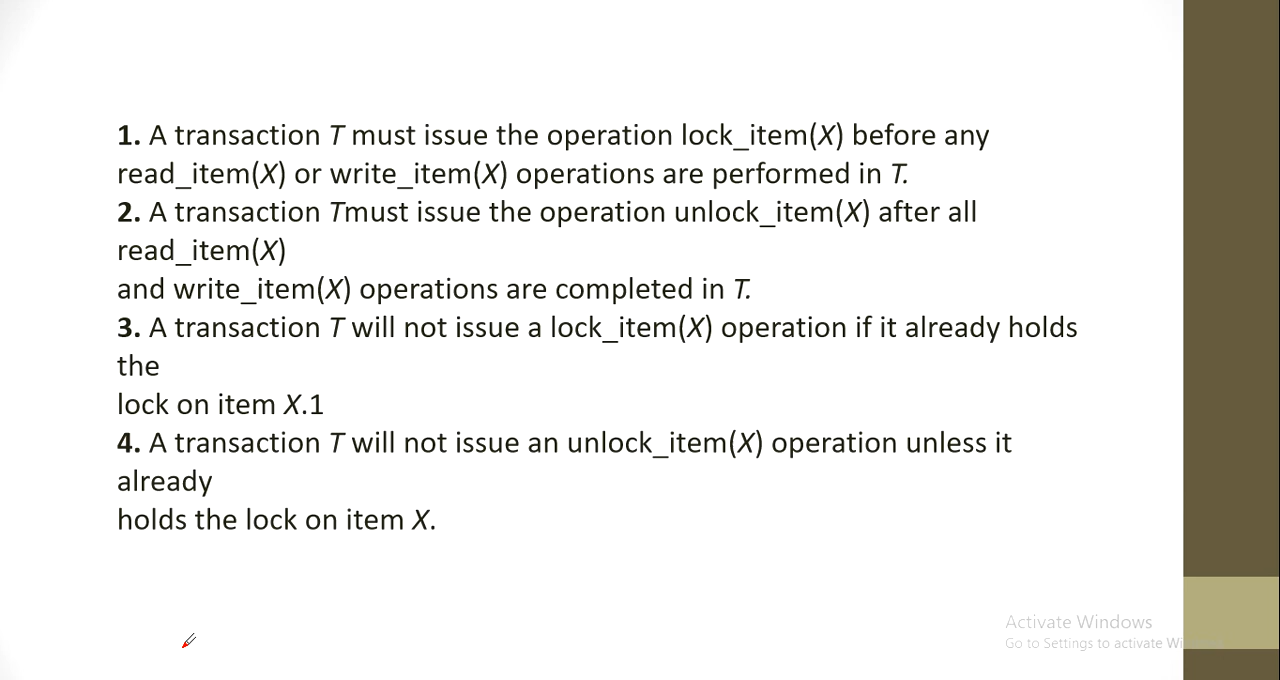 1. A transaction T must issue the operation lock_item(X) before any
read_item(X) or write_item(X) operations are performed in T.
2. A transaction Tmust issue the operation unlock_item(X) after all
read_item(X)
and write_item(X) operations are completed in T.
3. A transaction T will not issue a lock_item(X) operation if it already holds
the
lock on item X.1
4. A transaction T will not issue an unlock_item(X) operation unless it
already
holds the lock on item X.
Activate Windows
Go to Settings to activate